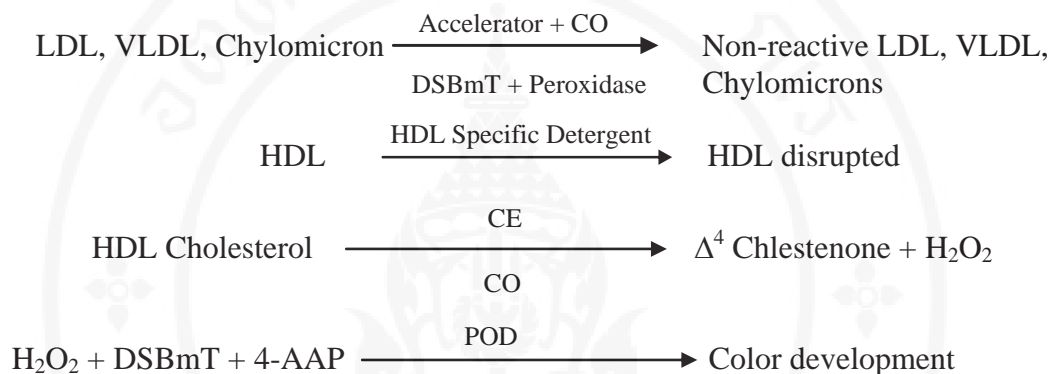 Accelerator + CO
LDL, VLDL, Chylomicron
Non-reactive LDL, VLDL,
DSBmT + Peroxidase
Chylomicrons
HDL Specific Detergent
HDL
HDL disrupted
CE
HDL Cholesterol
Δ⁴ Chlestenone + H₂O₂
CO
POD
H₂O₂ + DSBmT + 4-AAP
Color development